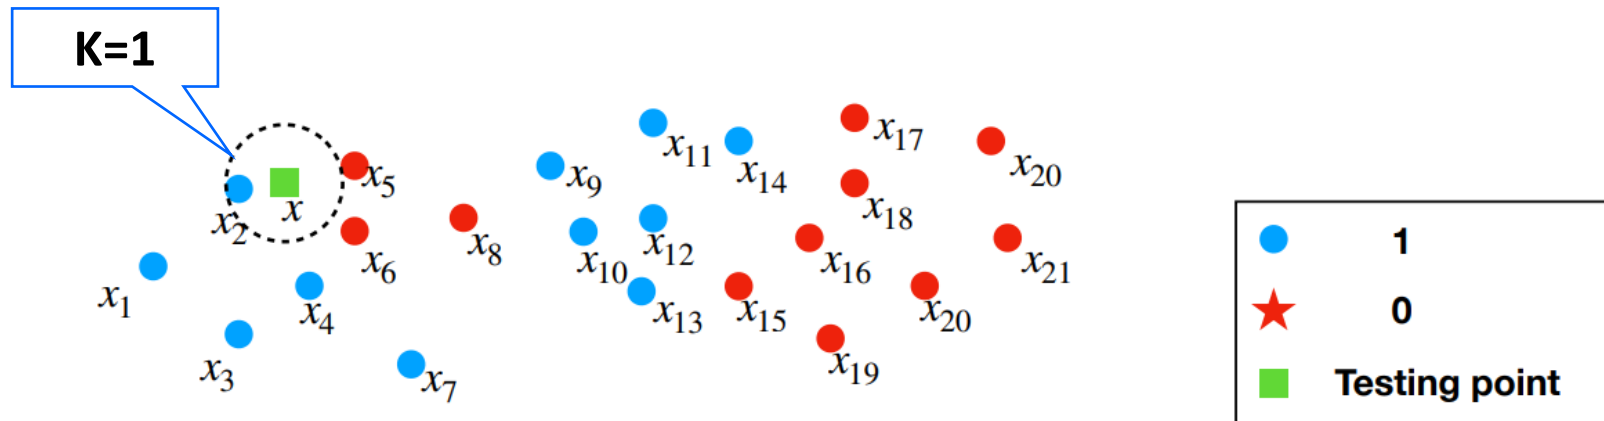 K=1
x11
x14
x17
x20
x5
x9
x2
x
x18
x8
x12
x6
x10
x16
x21
x1
x4
x13
x15
x20
x3
x7
x19
1
0
Testing point